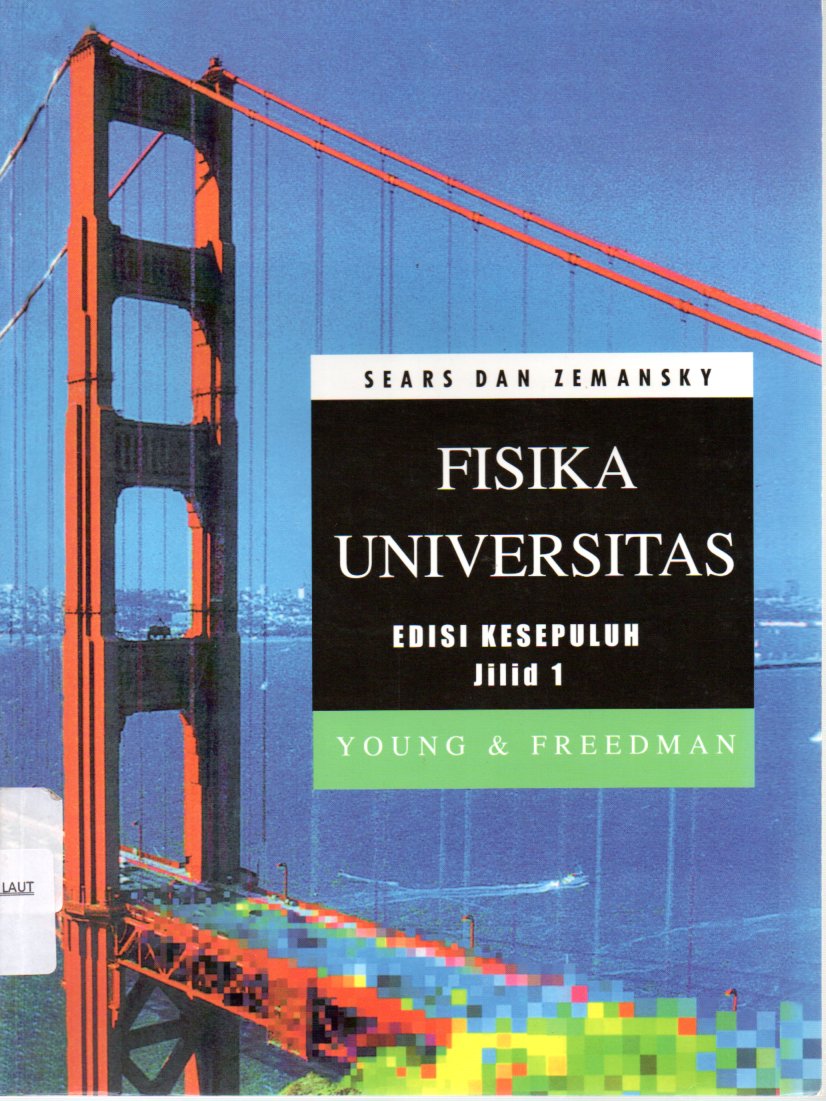 SEARS DAN ZEMANSKY
FISIKA
UNIVERSITAS
EDISI KESEPULUH
Jilid 1
YOUNG & FREEDMAN
LAUT